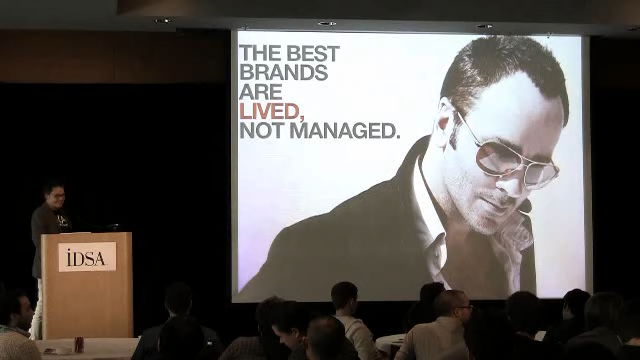 THE BEST
BRANDS
ARE
LIVED,
NOT MANAGED.
iDSA